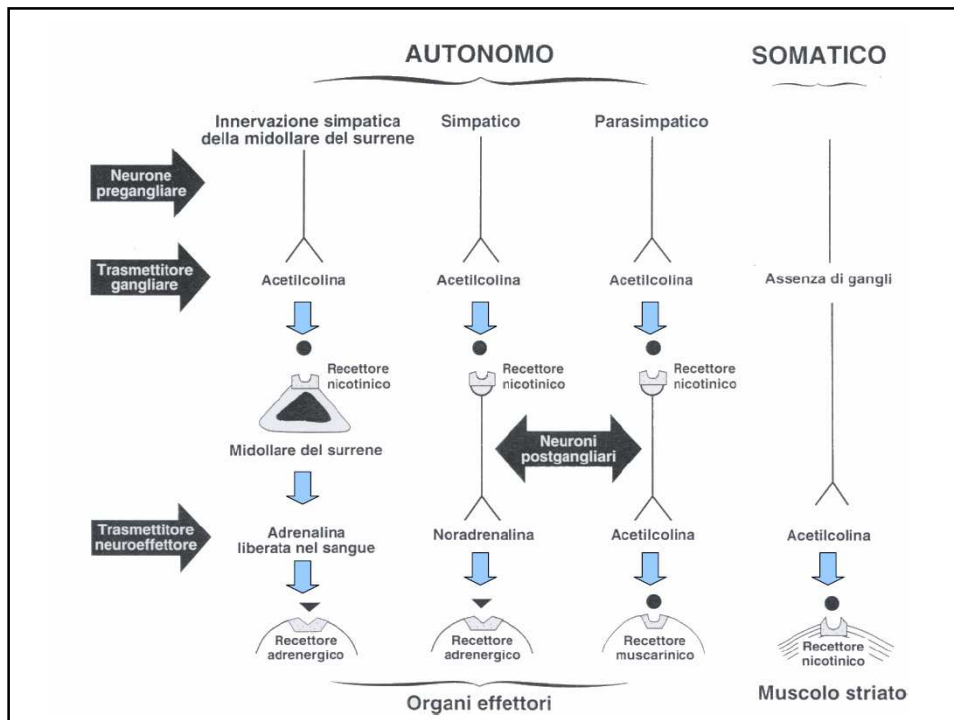 AUTONOMO
SOMATICO
Innervazione simpatica
della midollare del surrene
Simpatico
Parasimpatico
Neurone
pregangliare
Trasmettitore
gangliare
Acetilcolina
Acetilcolina
Acetilcolina
Assenza di gangli
Recettore
nicotinico
Recettore
nicotinico
Recettore
nicotinico
Midollare del surrene
Neuroni
postgangliari
Trasmettitore
neuroeffettore
Adrenalina
liberata nel sangue
Noradrenalina
Acetilcolina
Acetilcolina
Recettore
adrenergico
Recettore
adrenergico
Recettore
muscarinico
Recettore
nicotinico
Organi effettori
Muscolo striato